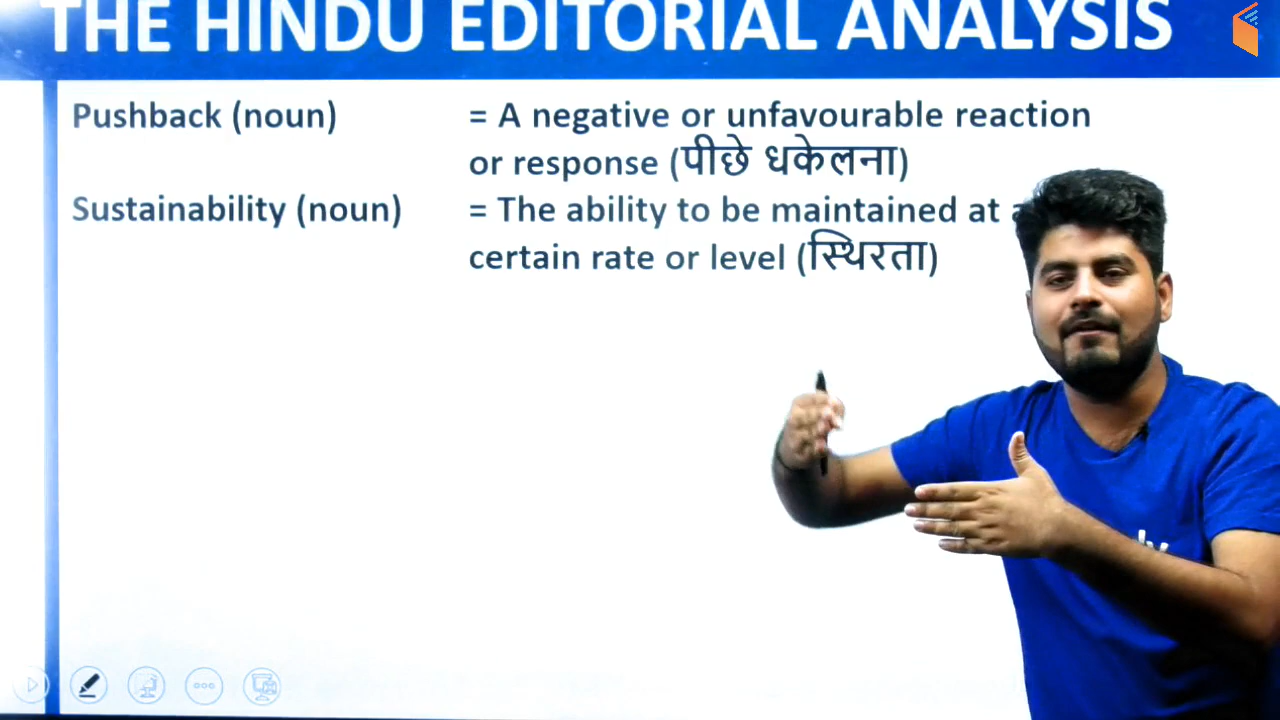 THE HINDU EDITORIAL ANALYSIS
Pushback (noun) = A negative or unfavourable reaction
or response (पीछे धकेलना)
Sustainability (noun) = The ability to be maintained at
certain rate or level (स्थिरता)